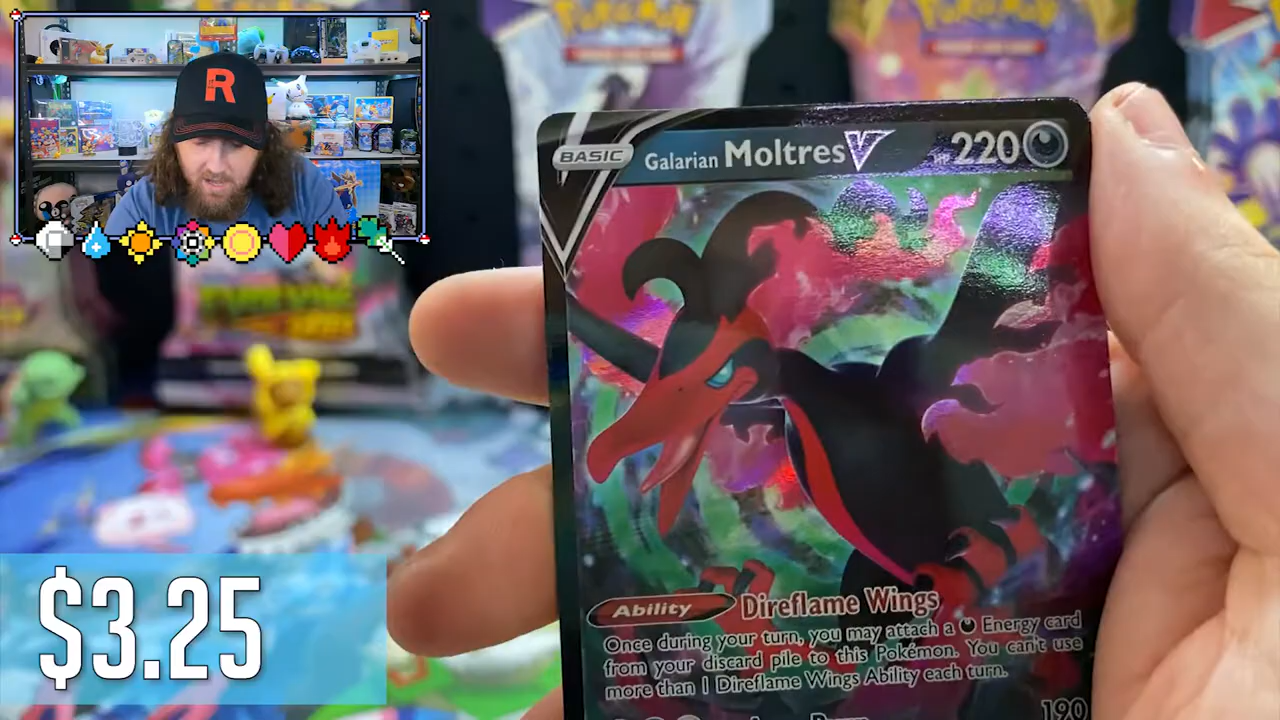 R
Pokémon
Pokémon
BASIC
Galarian Moltres V
HP 220
Ability Direflame Wings
Once during your turn, you may attach a Energy card
from your discard pile to this Pokémon. You can't use
more than 1 Direflame Wings Ability each turn.
190
$3.25